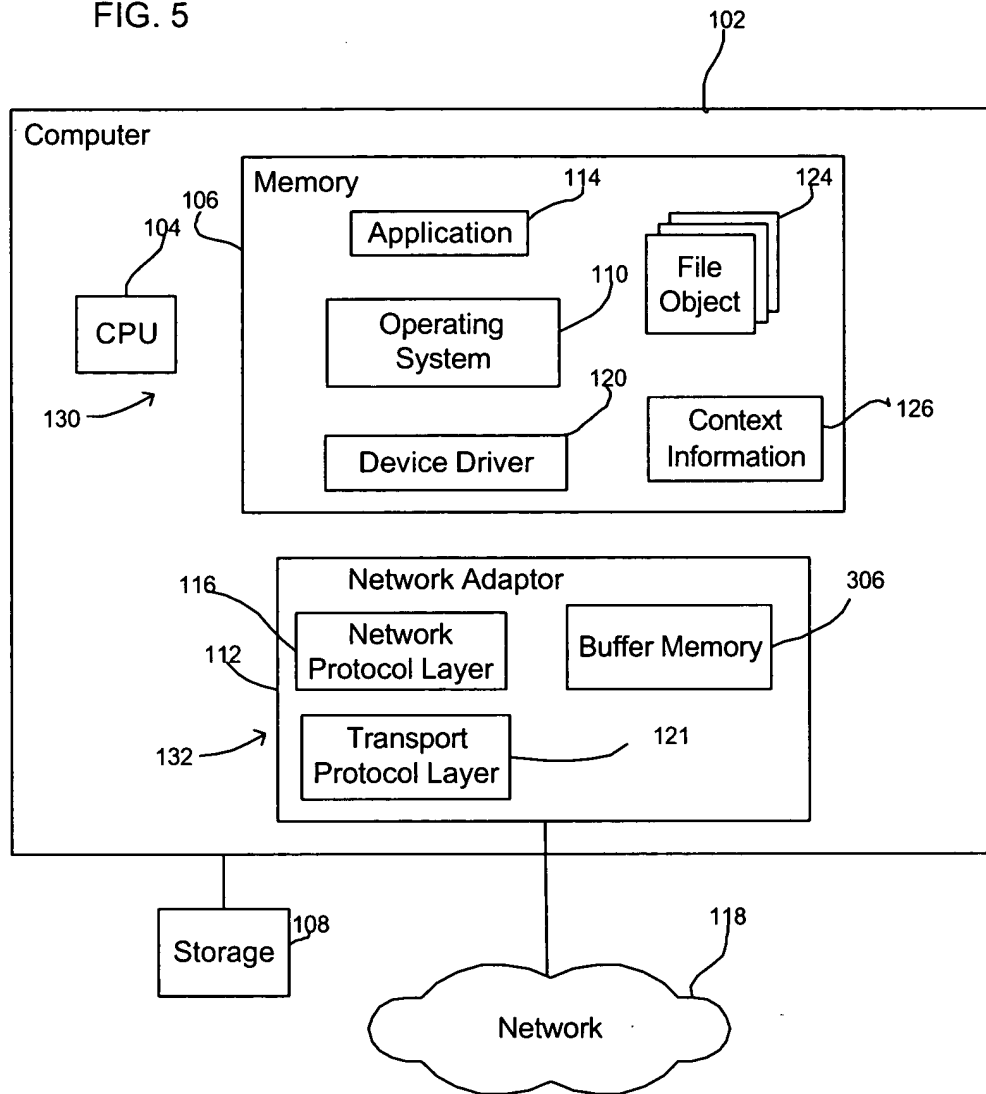 FIG. 5
102
Computer
Memory
114
124
106
Application
104
File
Object
110
CPU
Operating
System
120
130
Context
Information
126
Device Driver
Network Adaptor
116
306
Network
Protocol Layer
Buffer Memory
112
121
132
Transport
Protocol Layer
108
Storage
118
Network